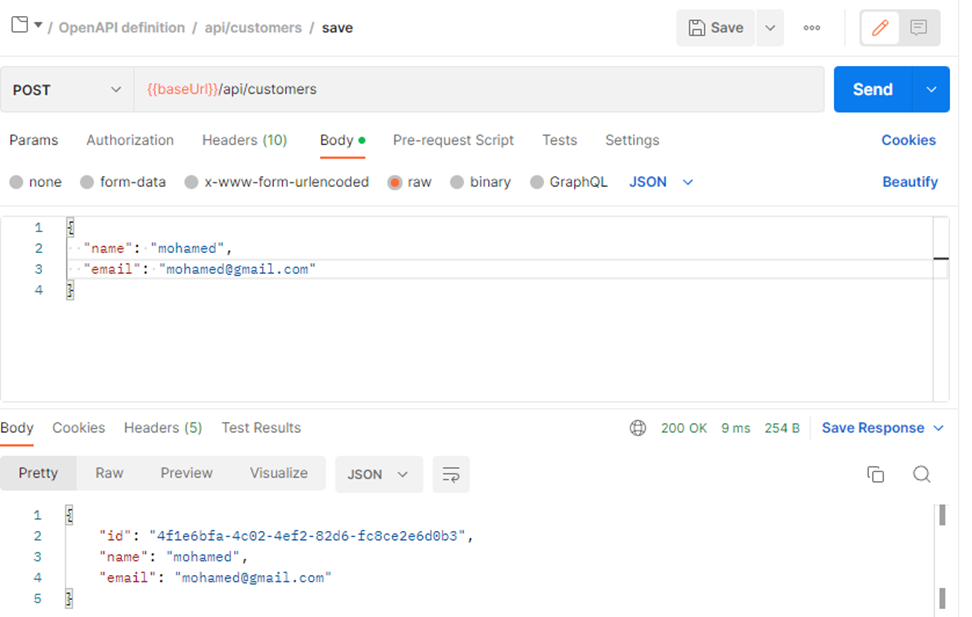 / OpenAPI definition / api/customers / save
Save
POST
{{baseUrl}}/api/customers
Send
Params Authorization Headers (10) Body Pre-request Script Tests Settings Cookies
none form-data x-www-form-urlencoded raw binary GraphQL JSON Beautify
1 {
2 "name": "mohamed",
3 "email": "mohamed@gmail.com"
4 }
Body Cookies Headers (5) Test Results 200 OK 9 ms 254 B Save Response
Pretty Raw Preview Visualize JSON
1 {
2 "id": "4f1e6bfa-4c02-4ef2-82d6-fc8ce2e6d0b3",
3 "name": "mohamed",
4 "email": "mohamed@gmail.com"
5 }